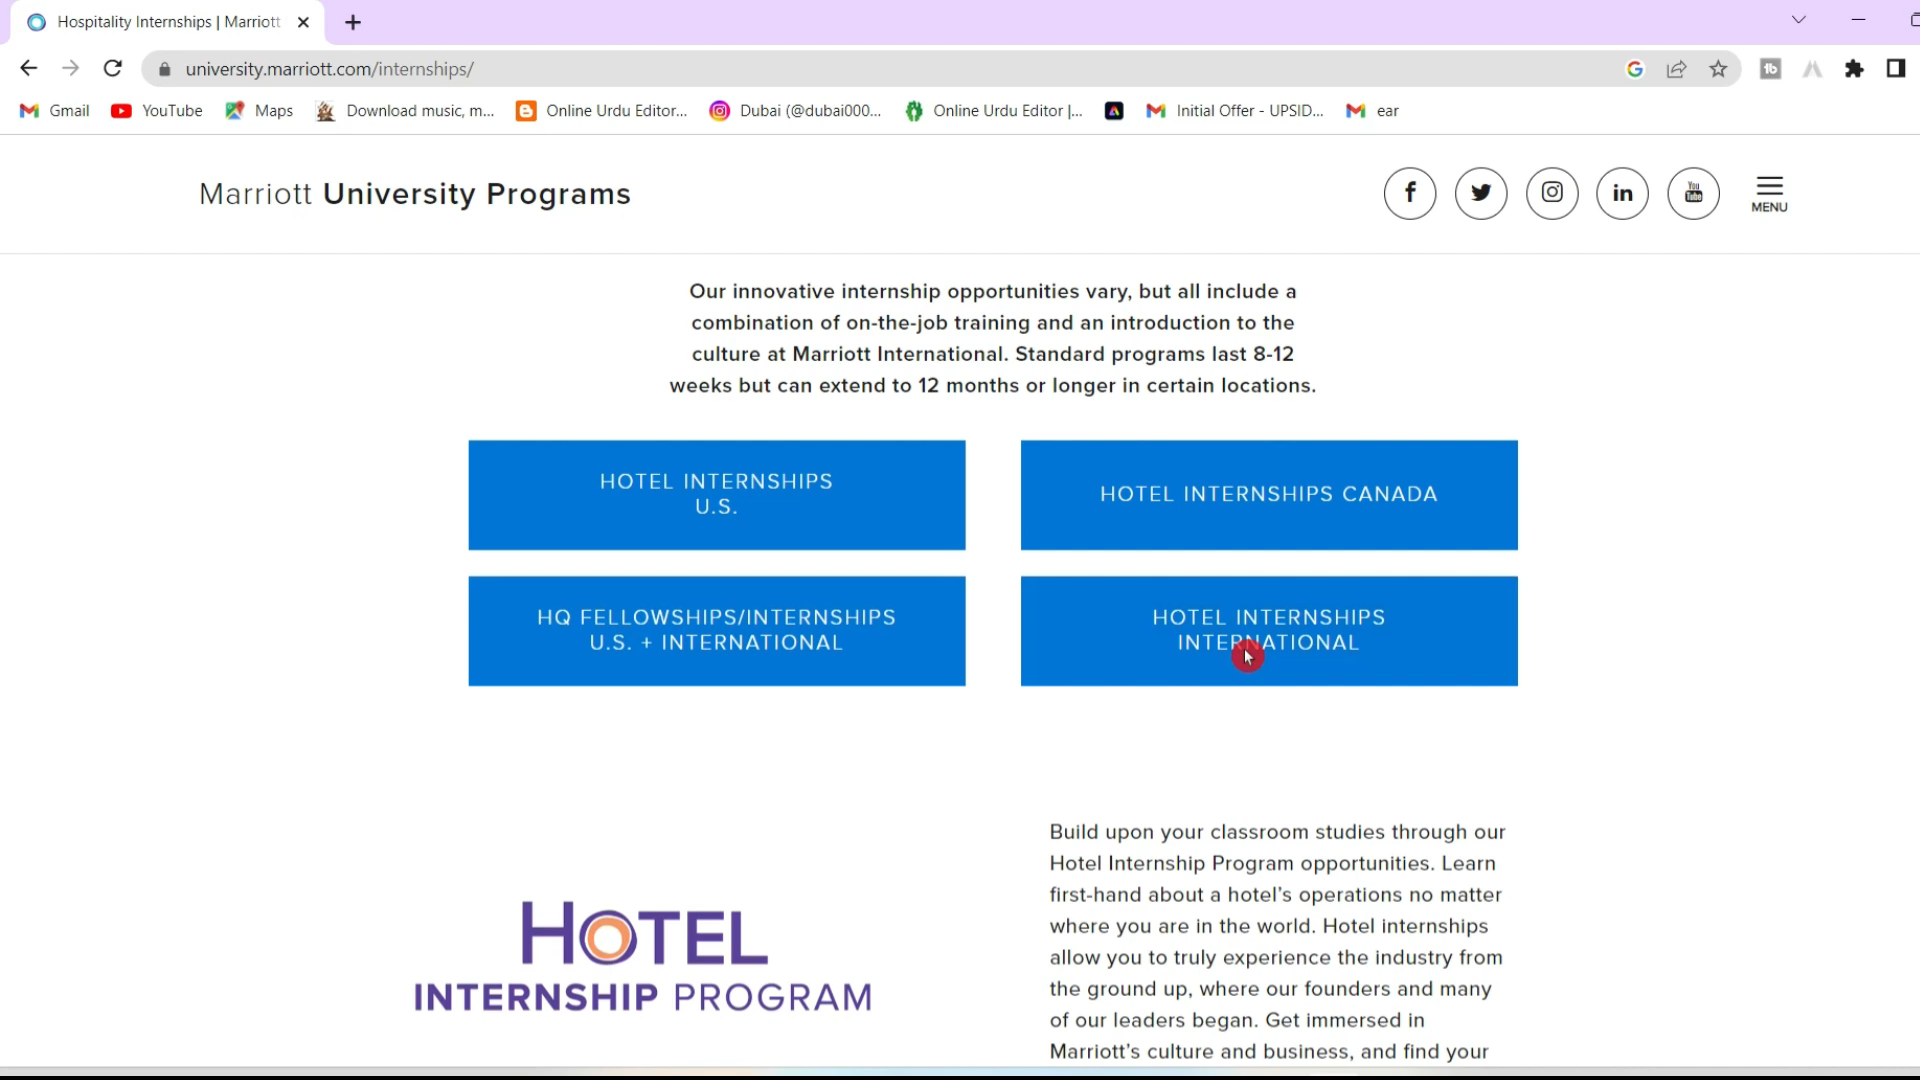 Hospitality Internships | Marriott
university.marriott.com/internships/
Gmail YouTube Maps Download music, m... Online Urdu Editor... Dubai (@dubai000... Online Urdu Editor |... Initial Offer - UPSID... ear
Marriott University Programs
MENU
Our innovative internship opportunities vary, but all include a
combination of on-the-job training and an introduction to the
culture at Marriott International. Standard programs last 8-12
weeks but can extend to 12 months or longer in certain locations.
HOTEL INTERNSHIPS
U.S.
HOTEL INTERNSHIPS CANADA
HQ FELLOWSHIPS/INTERNSHIPS
U.S. + INTERNATIONAL
HOTEL INTERNSHIPS
INTERNATIONAL
HOTEL
INTERNSHIP PROGRAM
Build upon your classroom studies through our
Hotel Internship Program opportunities. Learn
first-hand about a hotel's operations no matter
where you are in the world. Hotel internships
allow you to truly experience the industry from
the ground up, where our founders and many
of our leaders began. Get immersed in
Marriott's culture and business, and find your